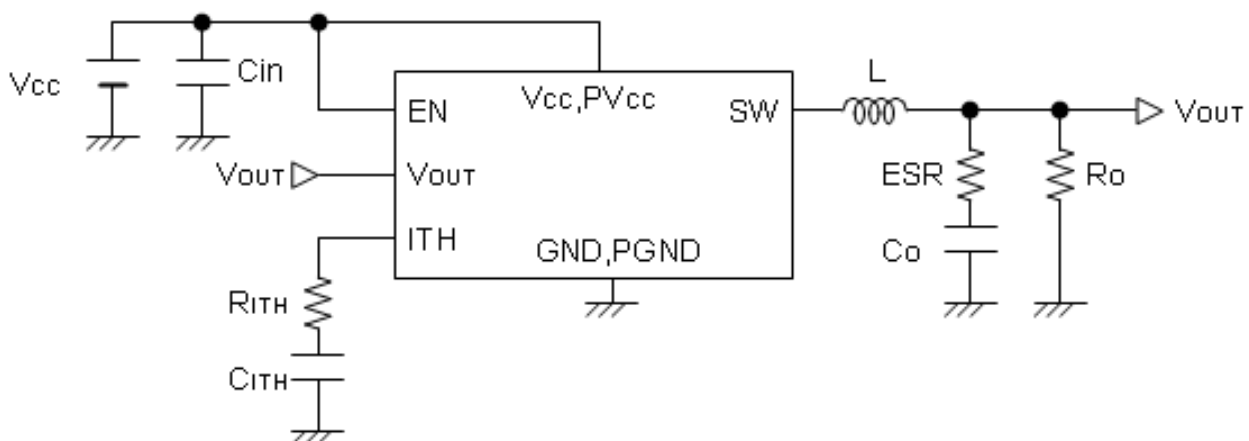 Vcc
Cin
EN
Vcc,PVcc
SW
L
VOUT
VOUT
VOUT
ESR
Ro
ITH
GND,PGND
Co
RITH
CITH